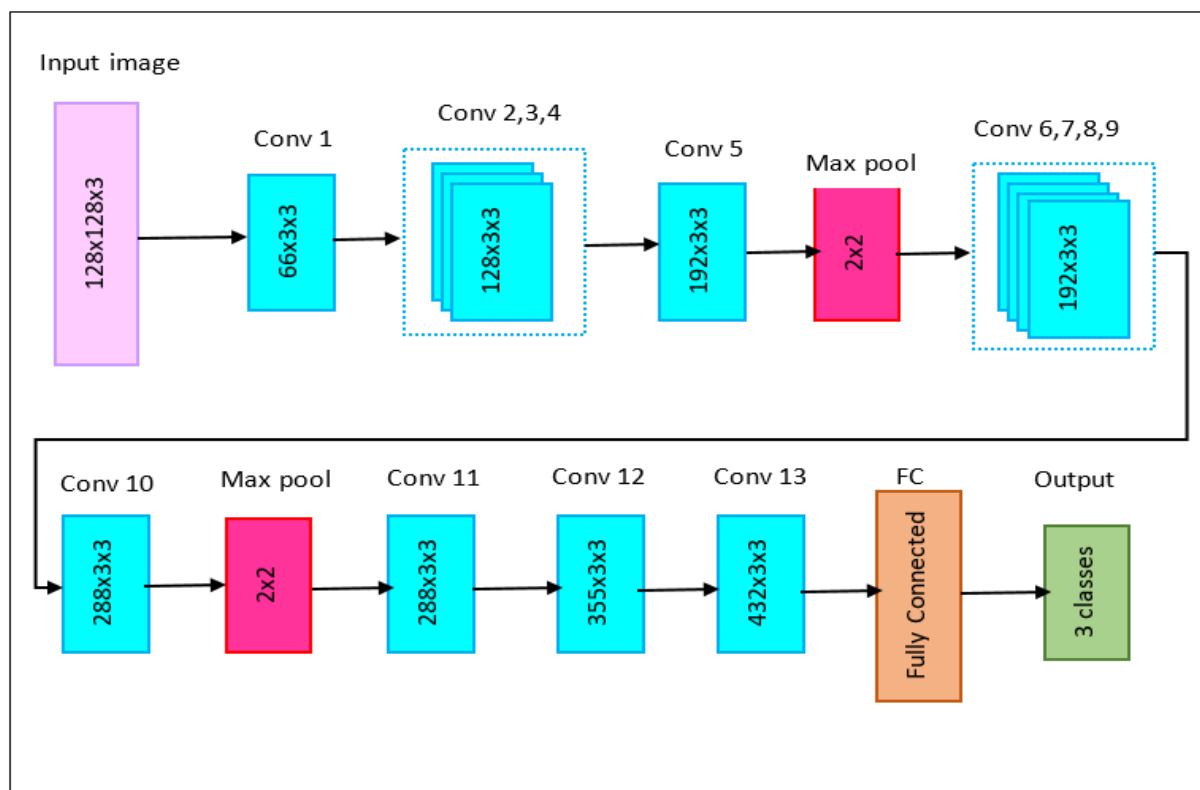 Input image
128x128x3
Conv 1
66x3x3
Conv 2,3,4
128x3x3
Conv 5
192x3x3
Max pool
2x2
Conv 6,7,8,9
192x3x3
Conv 10
288x3x3
Max pool
2x2
Conv 11
288x3x3
Conv 12
355x3x3
Conv 13
432x3x3
FC
Fully Connected
Output
3 classes